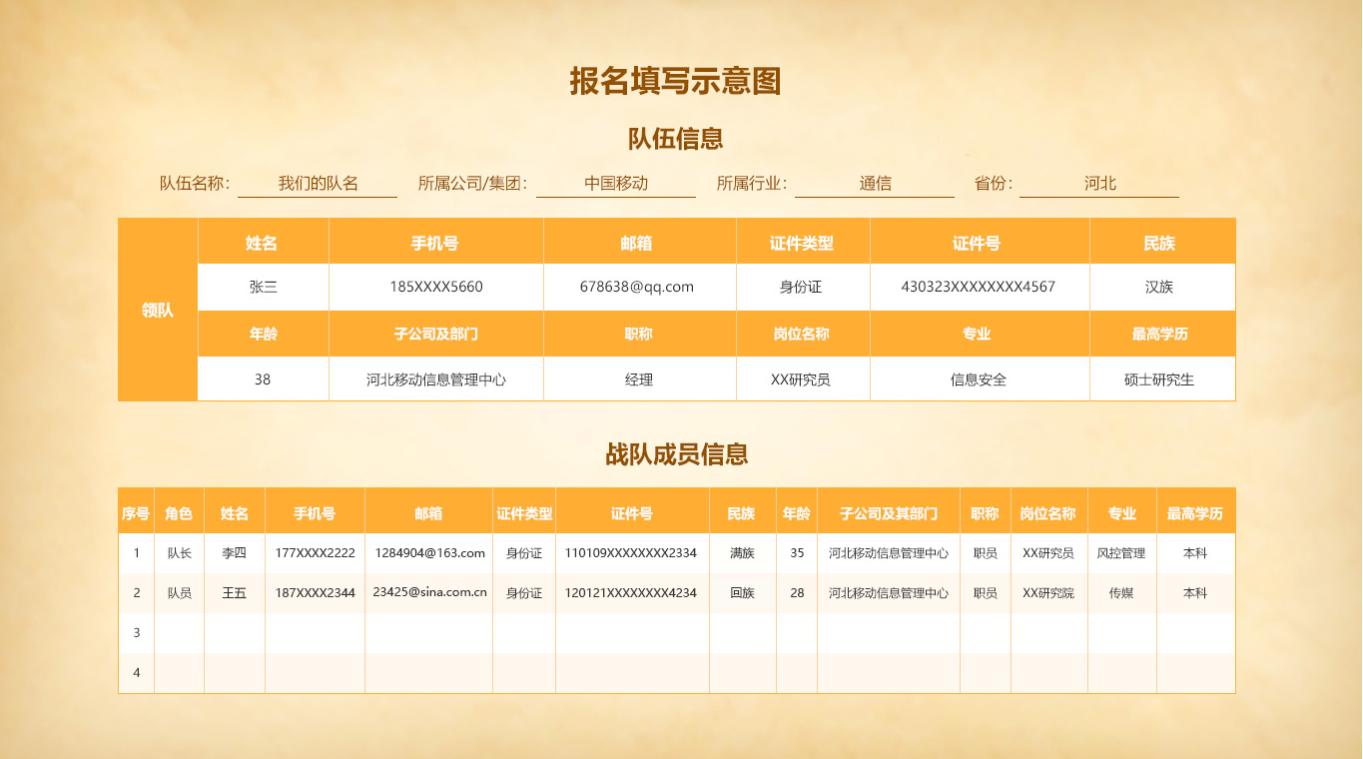 报名填写示意图
队伍信息
队伍名称： 我们的队名 所属公司/集团： 中国移动 所属行业： 通信 省份： 河北
领队
姓名 手机号 邮箱 证件类型 证件号 民族
张三 185XXXX5660 678638@qq.com 身份证 430323XXXXXXXX4567 汉族
年龄 子公司及部门 职称 岗位名称 专业 最高学历
38 河北移动信息管理中心 经理 XX研究员 信息安全 硕士研究生
战队成员信息
序号 角色 姓名 手机号 邮箱 证件类型 证件号 民族 年龄 子公司及其部门 职称 岗位名称 专业 最高学历
1 队长 李四 177XXXX2222 1284904@163.com 身份证 110109XXXXXXXX2334 满族 35 河北移动信息管理中心 职员 XX研究员 风控管理 本科
2 队员 王五 187XXXX2344 23425@sina.com.cn 身份证 120121XXXXXXXX4234 回族 28 河北移动信息管理中心 职员 XX研究院 传媒 本科
3
4